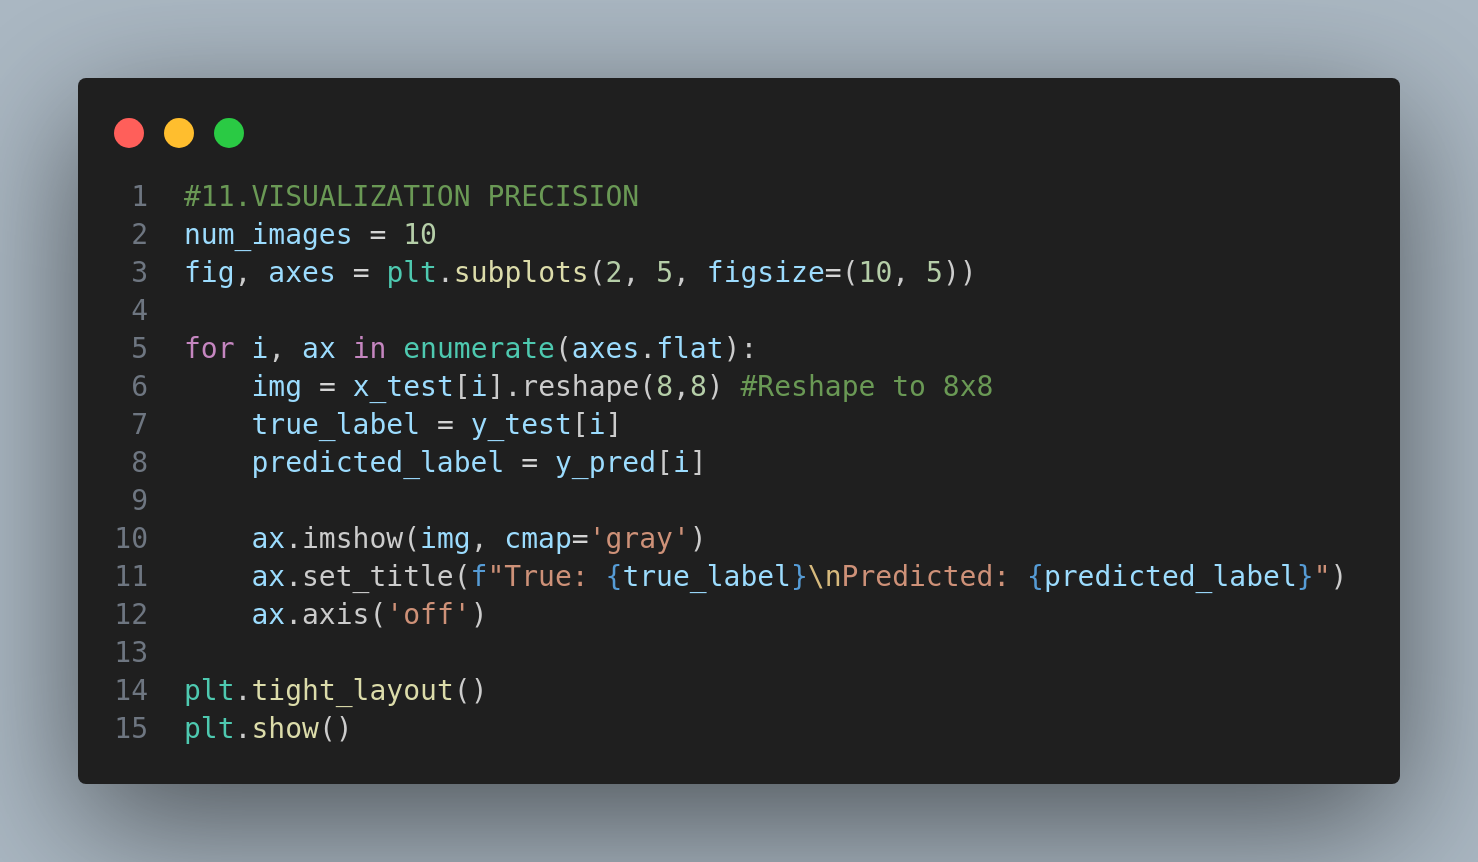 1 #11.VISUALIZATION PRECISION
2 num_images = 10
3 fig, axes = plt.subplots(2, 5, figsize=(10, 5))
4
5 for i, ax in enumerate(axes.flat):
6     img = x_test[i].reshape(8,8) #Reshape to 8x8
7     true_label = y_test[i]
8     predicted_label = y_pred[i]
9
10     ax.imshow(img, cmap='gray')
11     ax.set_title(f"True: {true_label}\nPredicted: {predicted_label}")
12     ax.axis('off')
13
14 plt.tight_layout()
15 plt.show()